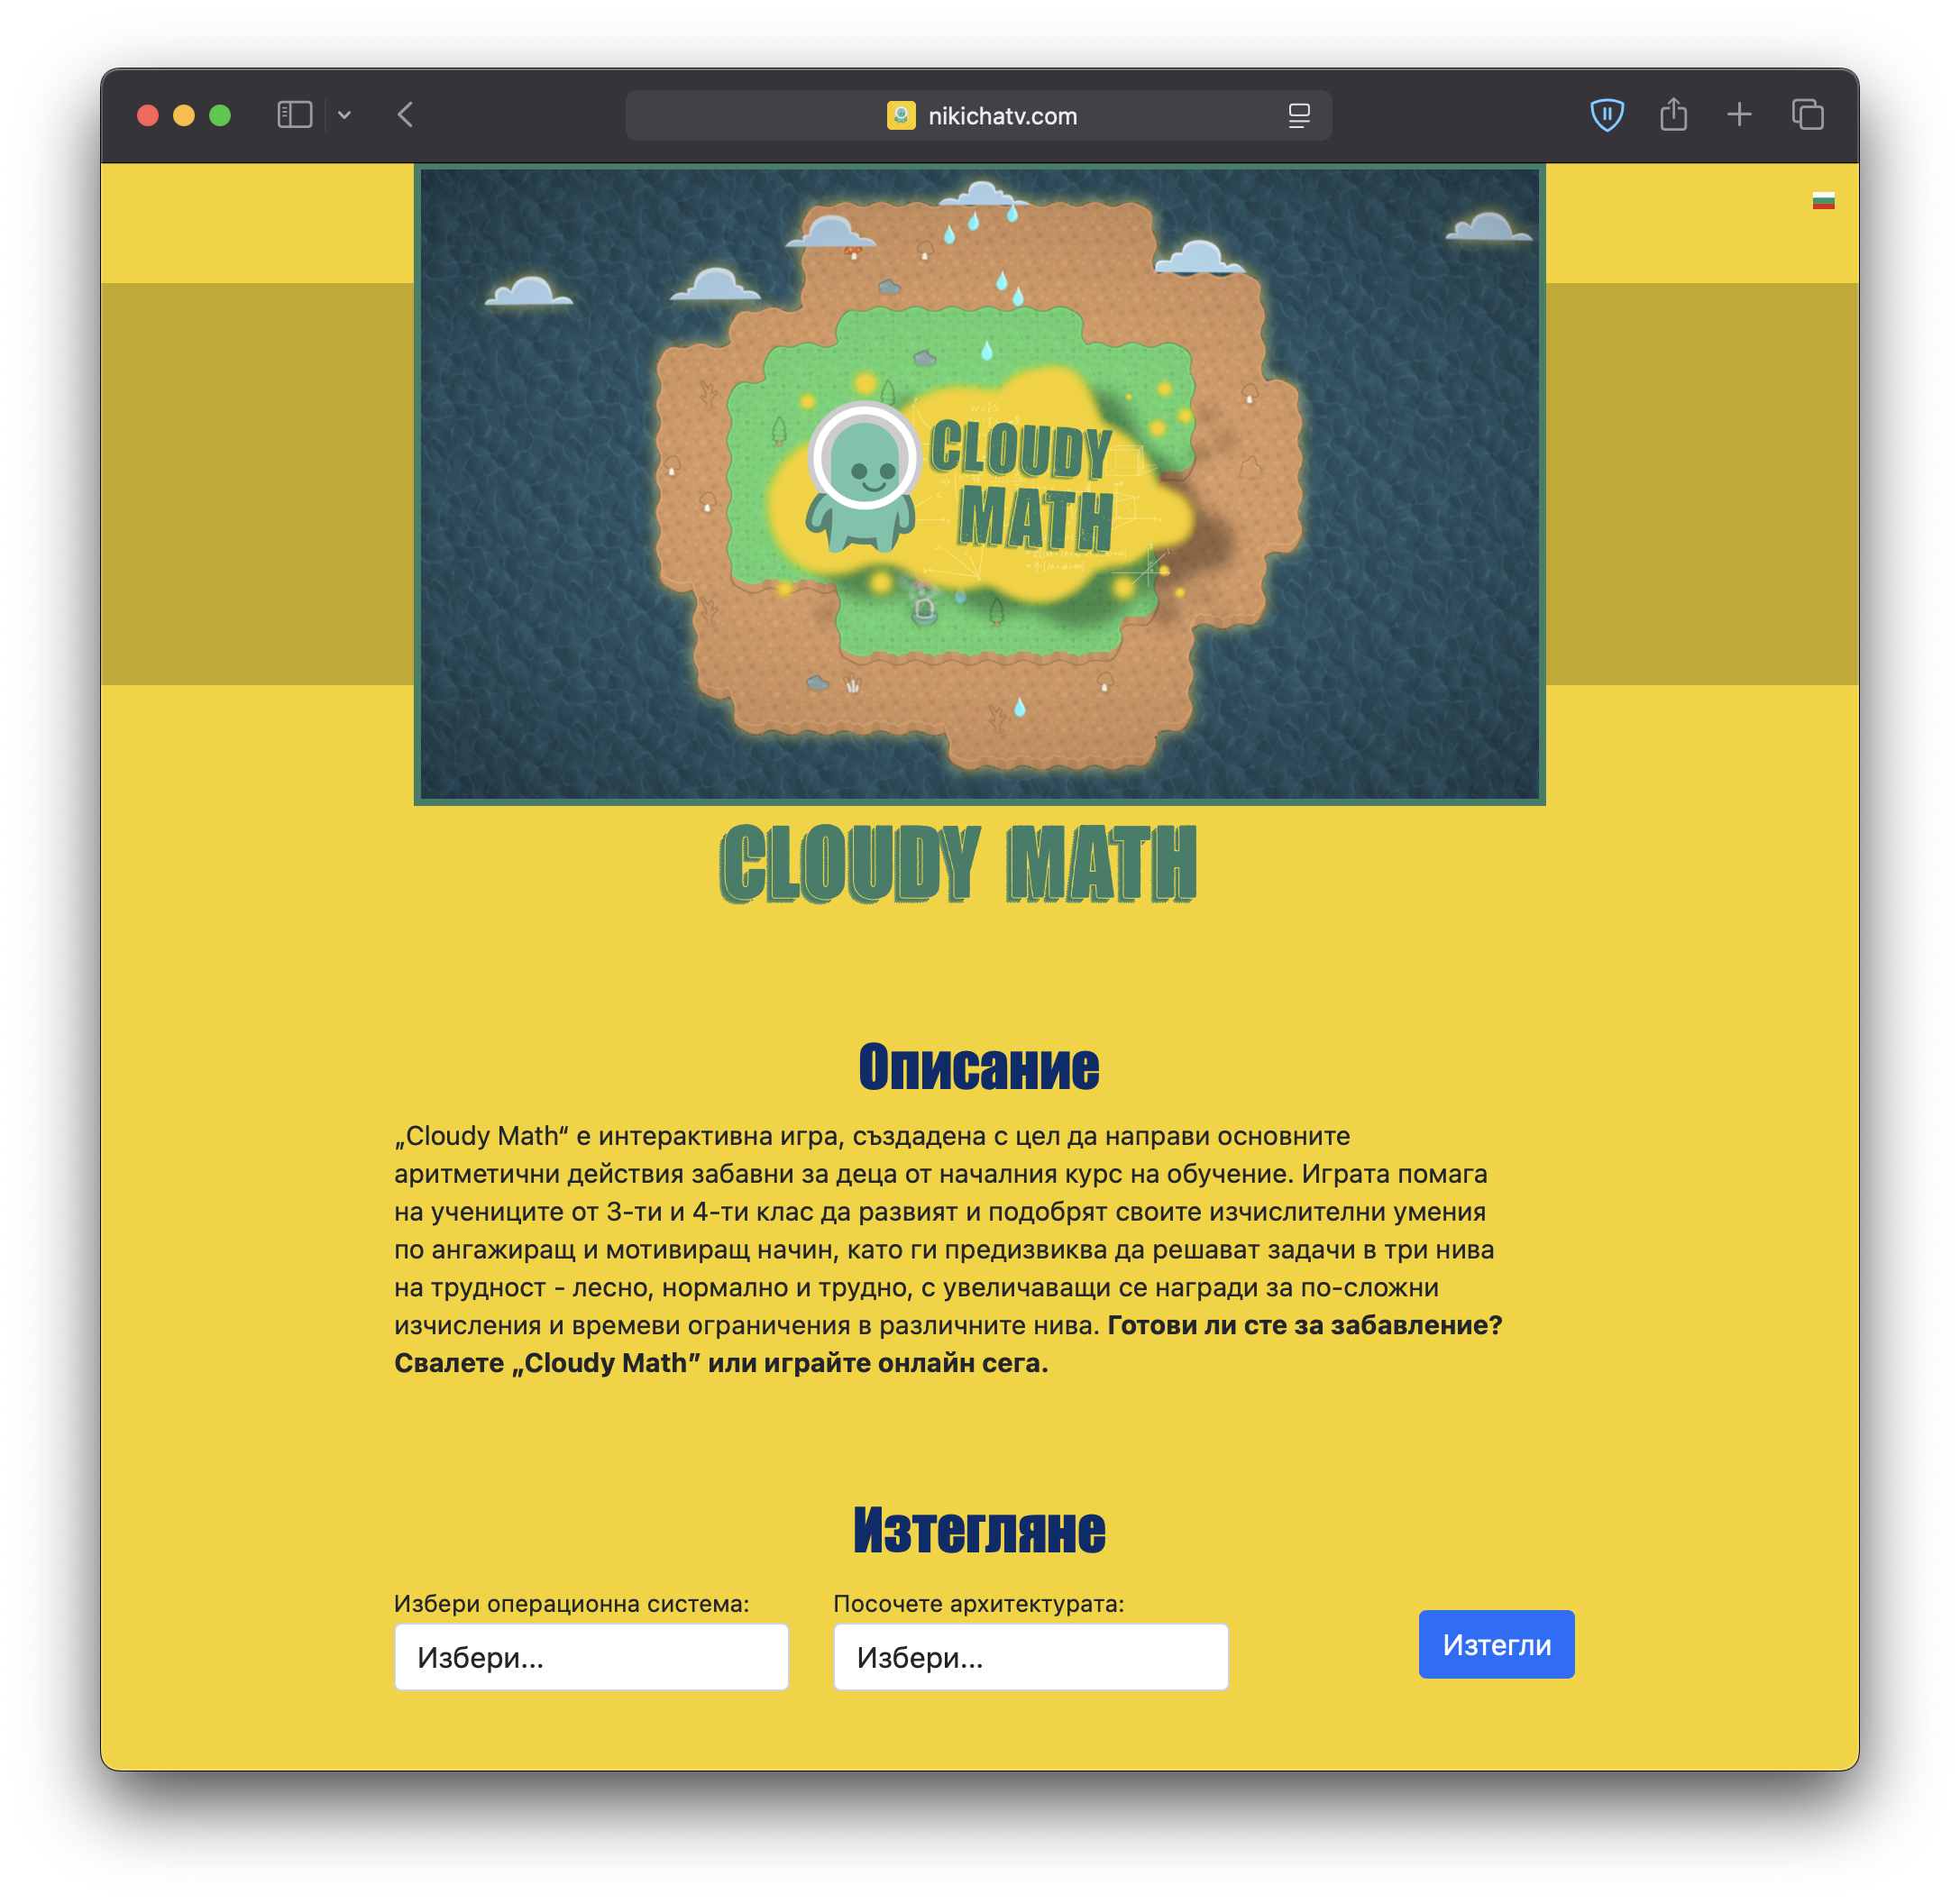 nikichatv.com
CLOUDY
MATH
CLOUDY MATH
Описание
„Cloudy Math“ е интерактивна игра, създадена с цел да направи основните
аритметични действия забавни за деца от началния курс на обучение. Играта помага
на учениците от 3-ти и 4-ти клас да развият и подобрят своите изчислителни умения
по ангажиращ и мотивиращ начин, като ги предизвиква да решават задачи в три нива
на трудност - лесно, нормално и трудно, с увеличаващи се награди за по-сложни
изчисления и времеви ограничения в различните нива. Готови ли сте за забавление?
Свалете „Cloudy Math” или играйте онлайн сега.
Изтегляне
Избери операционна система:
Посочете архитектурата:
Избери...
Избери...
Изтегли